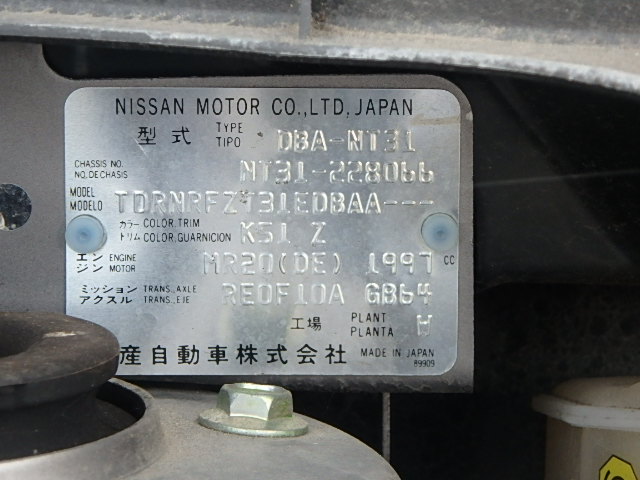 NISSAN MOTOR CO.,LTD,JAPAN
型式 TYPE TIPO DBA-NT31
CHASSIS NO. NO.DE CHASIS NT31-228066
MODEL MODELO TDRNRFZT31EDBAA---
カラー COLOR,TRIM トリム COLOR,GUARNICION K51 Z
エンジン ENGINE MOTOR MR20(DE) 1997 CC
ミッション TRANS.,AXLE アクスル TRANS.,EJE RE0F10A GB64
工場 PLANT PLANTA W
産自動車株式会社 MADE IN JAPAN
89909